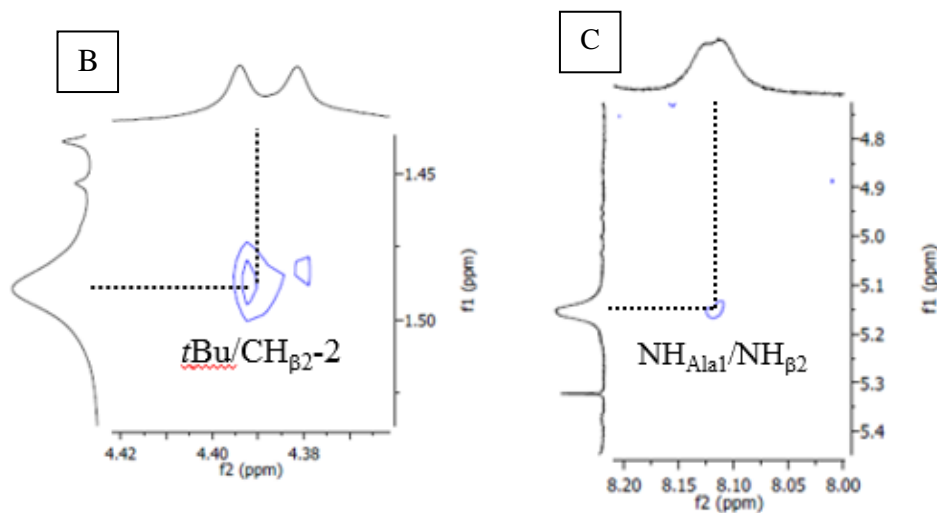 B
C
1.45
1.50
f1 (ppm)
tBu/CHβ2-2
4.42
4.40
4.38
f2 (ppm)
4.8
4.9
5.0
5.1
5.2
5.3
5.4
f1 (ppm)
NHAla1/NHβ2
8.20
8.15
8.10
8.05
8.00
f2 (ppm)